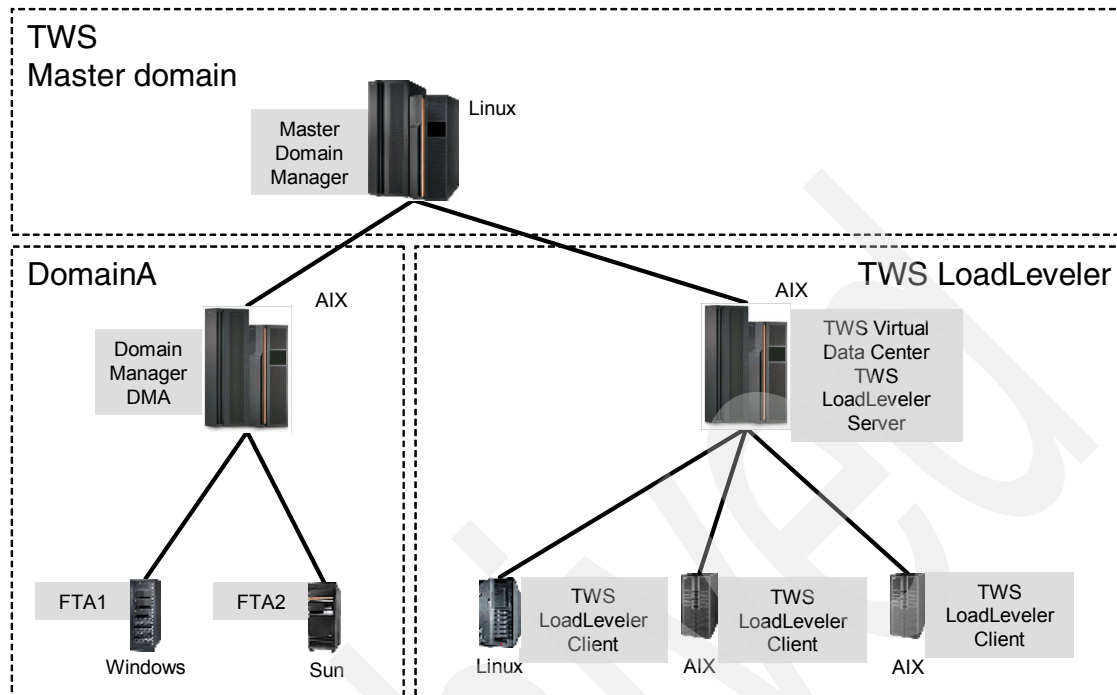 TWS
Master domain
Linux
Master
Domain
Manager
DomainA
AIX
Domain
Manager
DMA
FTA1
Windows
FTA2
Sun
TWS LoadLeveler
AIX
TWS Virtual
Data Center
TWS
LoadLeveler
Server
TWS
LoadLeveler
Client
Linux
TWS
LoadLeveler
Client
AIX
TWS
LoadLeveler
Client
AIX